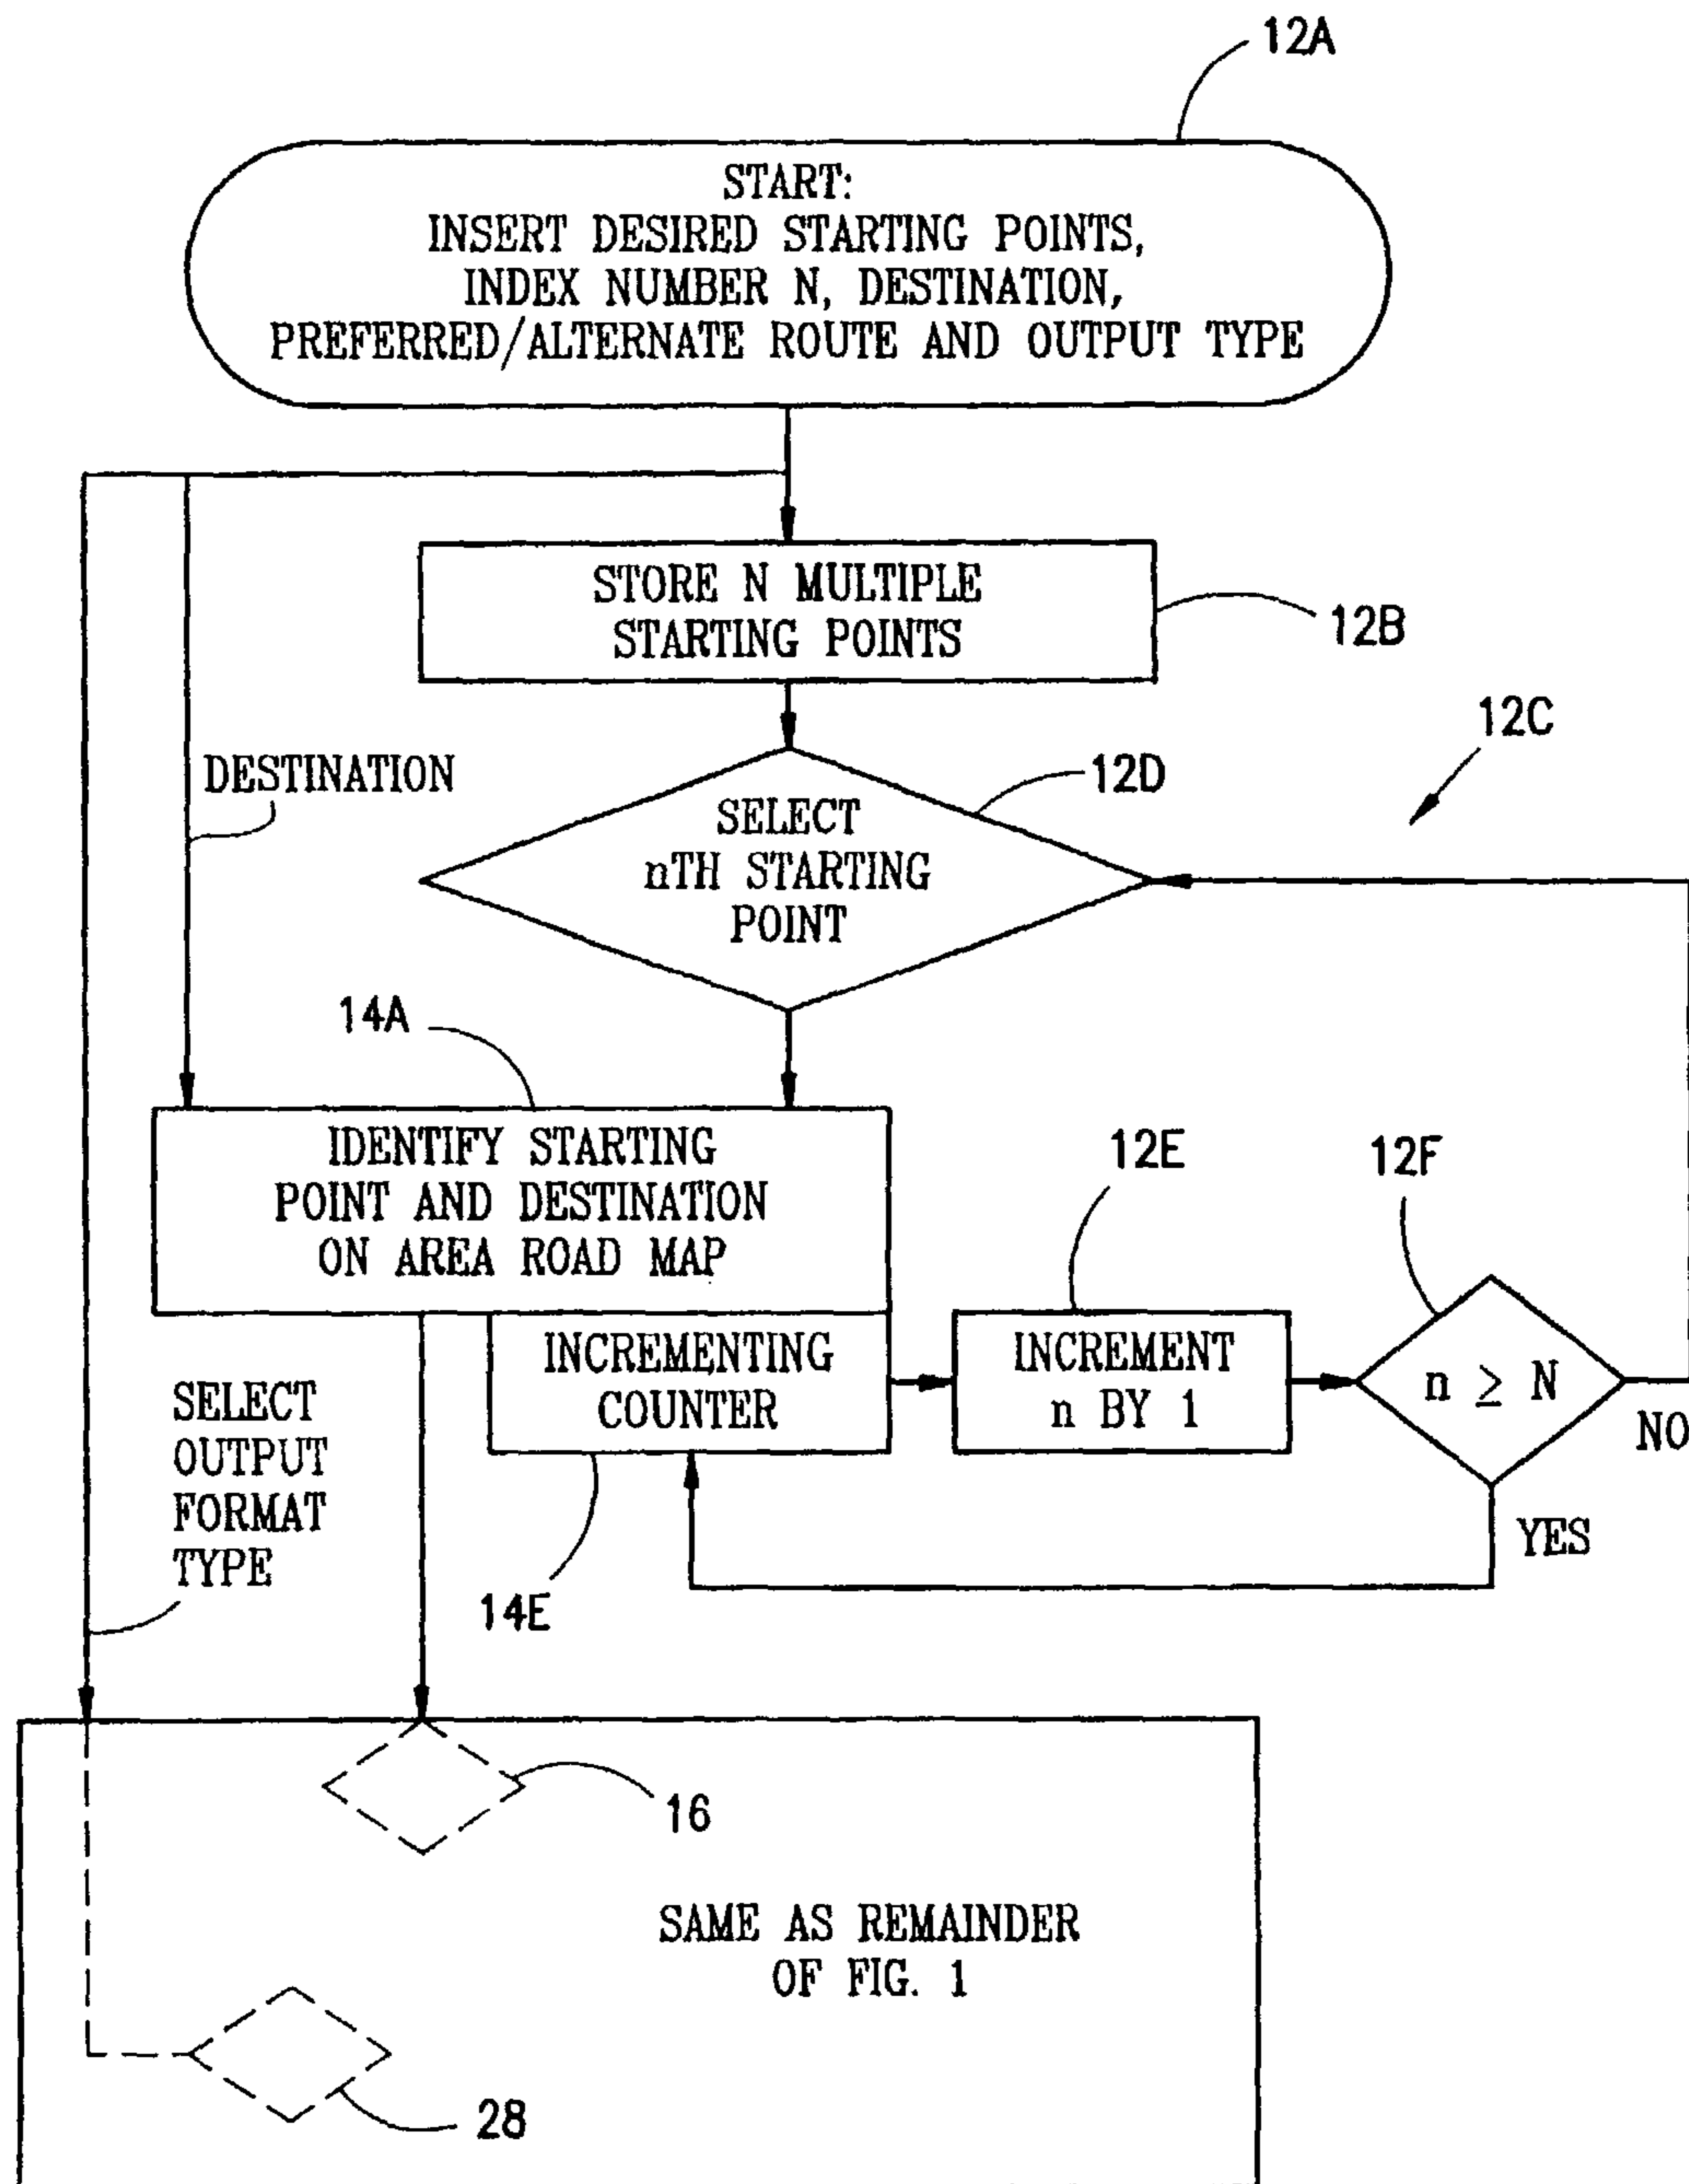 12A
START:
INSERT DESIRED STARTING POINTS,
INDEX NUMBER N, DESTINATION,
PREFERRED/ALTERNATE ROUTE AND OUTPUT TYPE
STORE N MULTIPLE
STARTING POINTS
12B
12C
DESTINATION
12D
SELECT
nTH STARTING
POINT
14A
IDENTIFY STARTING
POINT AND DESTINATION
ON AREA ROAD MAP
12E
12F
INCREMENTING
COUNTER
INCREMENT
n BY 1
n ≥ N
NO
YES
SELECT
OUTPUT
FORMAT
TYPE
14E
16
SAME AS REMAINDER
OF FIG. 1
28